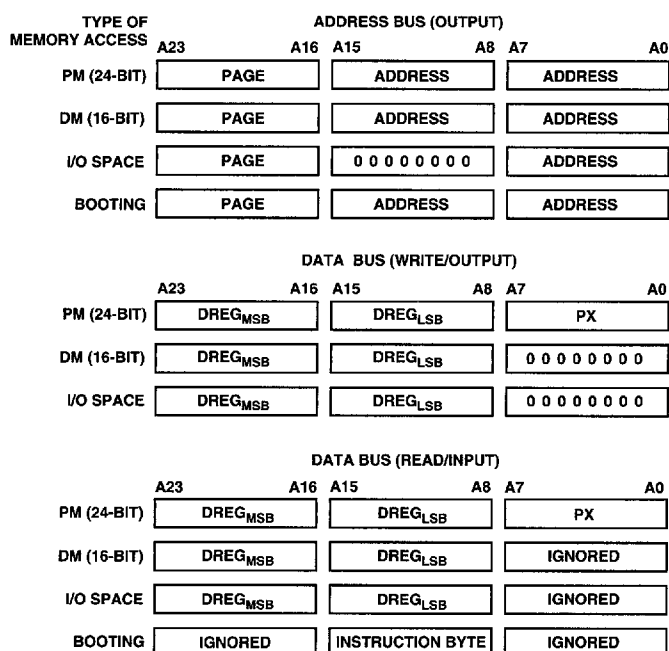 TYPE OF
MEMORY ACCESS
ADDRESS BUS (OUTPUT)
A23 A16 A15 A8 A7 A0
PM (24-BIT) PAGE ADDRESS ADDRESS
DM (16-BIT) PAGE ADDRESS ADDRESS
I/O SPACE PAGE 0 0 0 0 0 0 0 0 ADDRESS
BOOTING PAGE ADDRESS ADDRESS
DATA BUS (WRITE/OUTPUT)
A23 A16 A15 A8 A7 A0
PM (24-BIT) DREGMSB DREGLSB PX
DM (16-BIT) DREGMSB DREGLSB 0 0 0 0 0 0 0 0
I/O SPACE DREGMSB DREGLSB 0 0 0 0 0 0 0 0
DATA BUS (READ/INPUT)
A23 A16 A15 A8 A7 A0
PM (24-BIT) DREGMSB DREGLSB PX
DM (16-BIT) DREGMSB DREGLSB IGNORED
I/O SPACE DREGMSB DREGLSB IGNORED
BOOTING IGNORED INSTRUCTION BYTE IGNORED